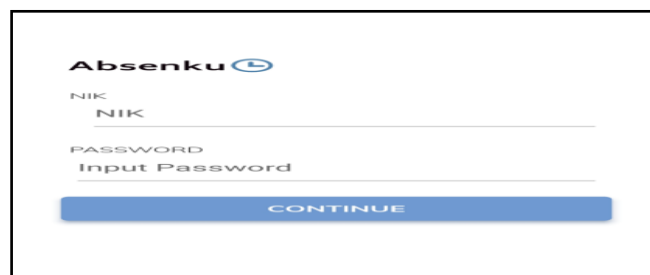 Absenku
NIK
NIK
PASSWORD
Input Password
CONTINUE